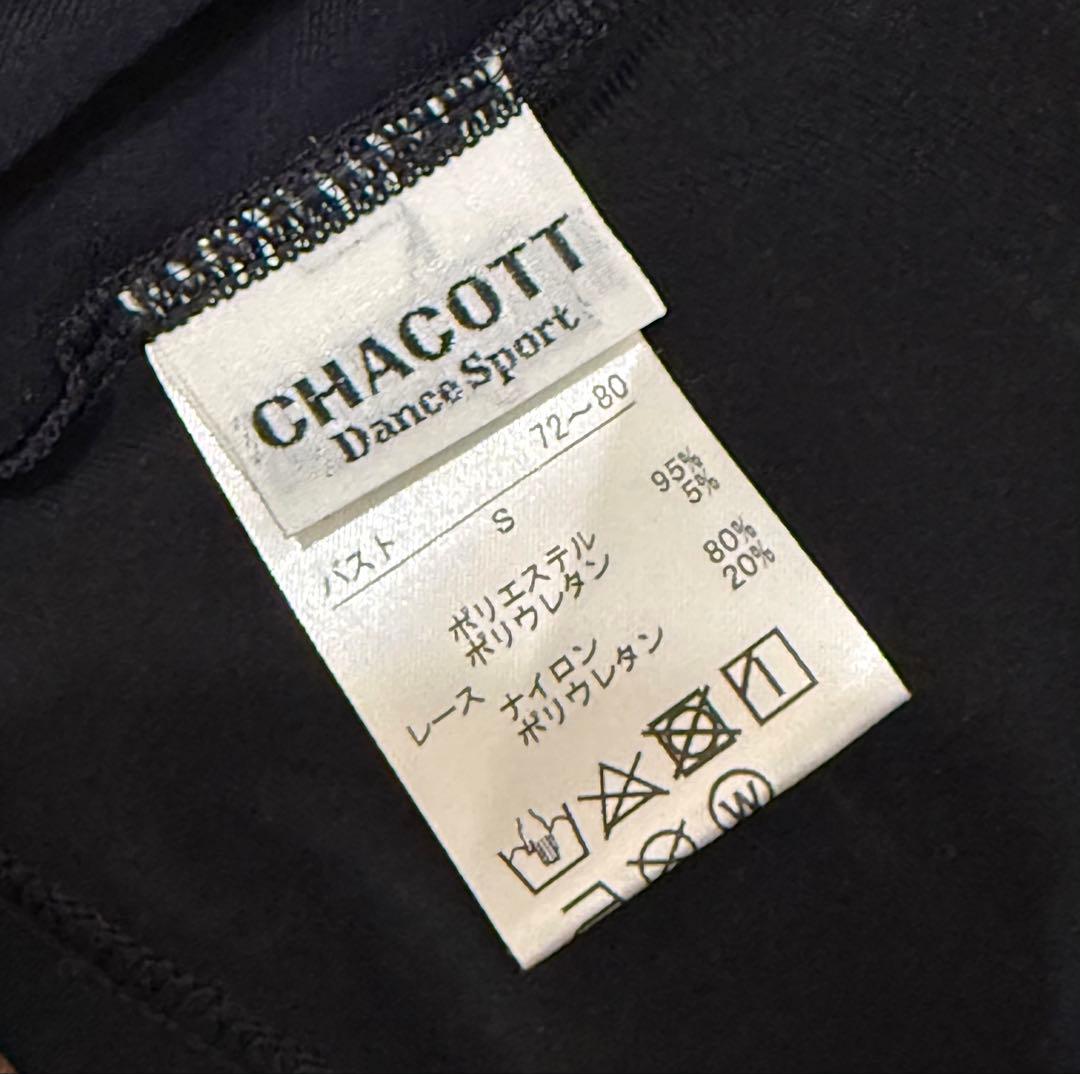 CHACOTT
Dance Sport
バスト 72～80
S
ポリエステル 95%
ポリウレタン 5%
レース ナイロン 80%
ポリウレタン 20%
W